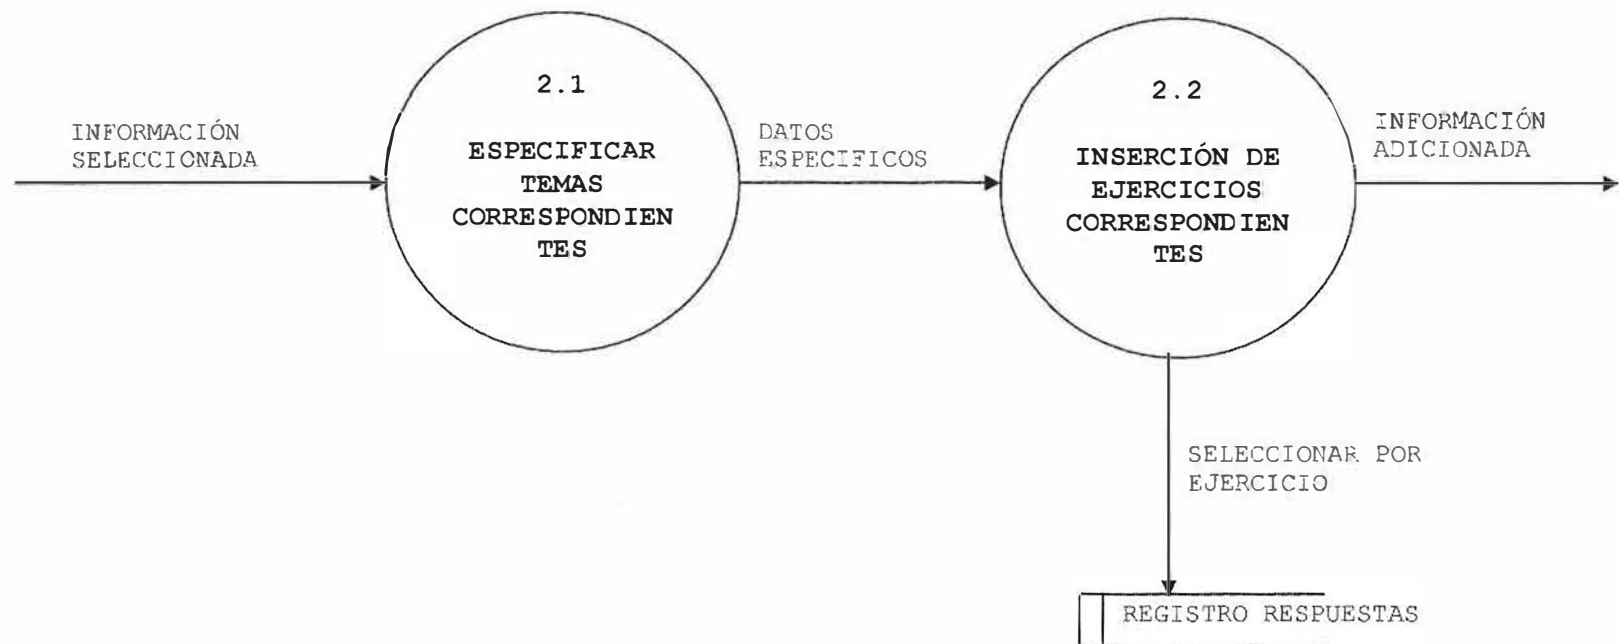 2.1
ESPECIFICAR
TEMAS
CORRESPONDIEN
TES
2.2
INSERCIÓN DE
EJERCICIOS
CORRESPONDIEN
TES
INFORMACIÓN
SELECCIONADA
DATOS
ESPECIFICOS
INFORMACIÓN
ADICIONADA
SELECCIONAR POR
EJERCICIO
REGISTRO RESPUESTAS